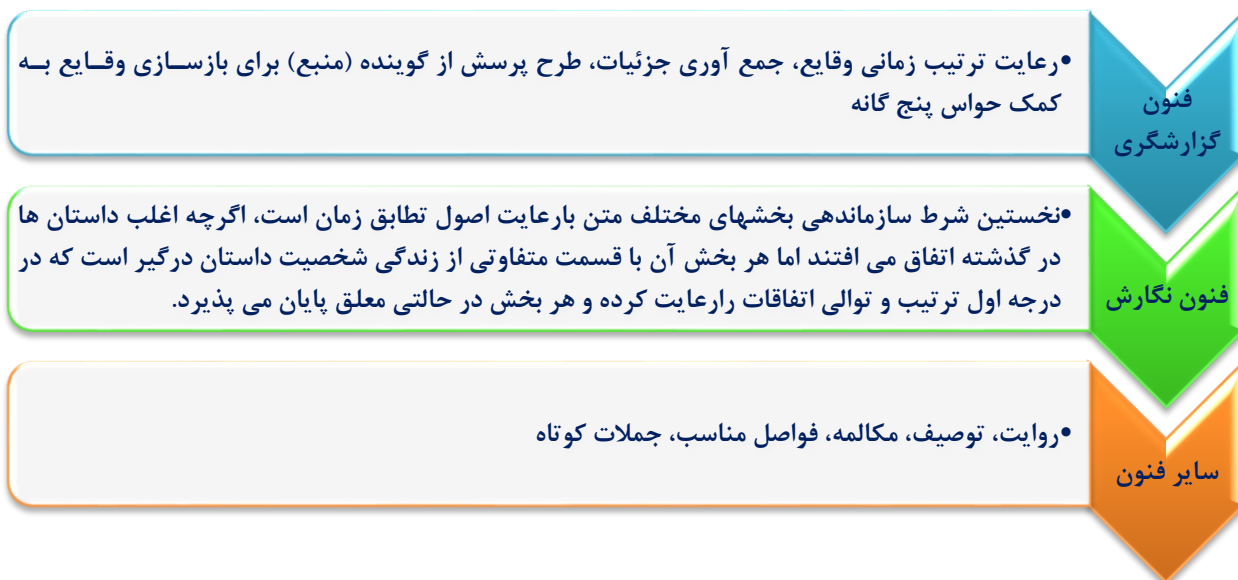 فنون
گزارشگری
•رعایت ترتیب زمانی وقایع، جمع آوری جزئیات، طرح پرسش از گوینده (منبع) برای بازسازی وقایع به
کمک حواس پنج گانه
فنون نگارش
•نخستین شرط سازماندهی بخشهای مختلف متن بارعایت اصول تطابق زمان است، اگرچه اغلب داستان ها
در گذشته اتفاق می افتند اما هر بخش آن با قسمت متفاوتی از زندگی شخصیت داستان درگیر است که در
درجه اول ترتیب و توالی اتفاقات رارعایت کرده و هر بخش در حالتی معلق پایان می پذیرد.
سایر فنون
•روایت، توصیف، مکالمه، فواصل مناسب، جملات کوتاه